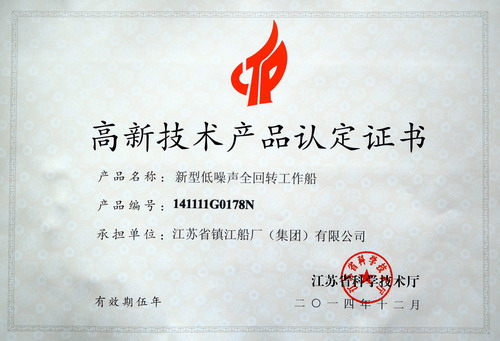 CTP
高新技术产品认定证书
产品名称: 新型低噪声全回转工作船
产品编号: 141111G0178N
承担单位: 江苏省镇江船厂（集团）有限公司
江苏省科学技术厅
有效期伍年
二〇一四年十二月